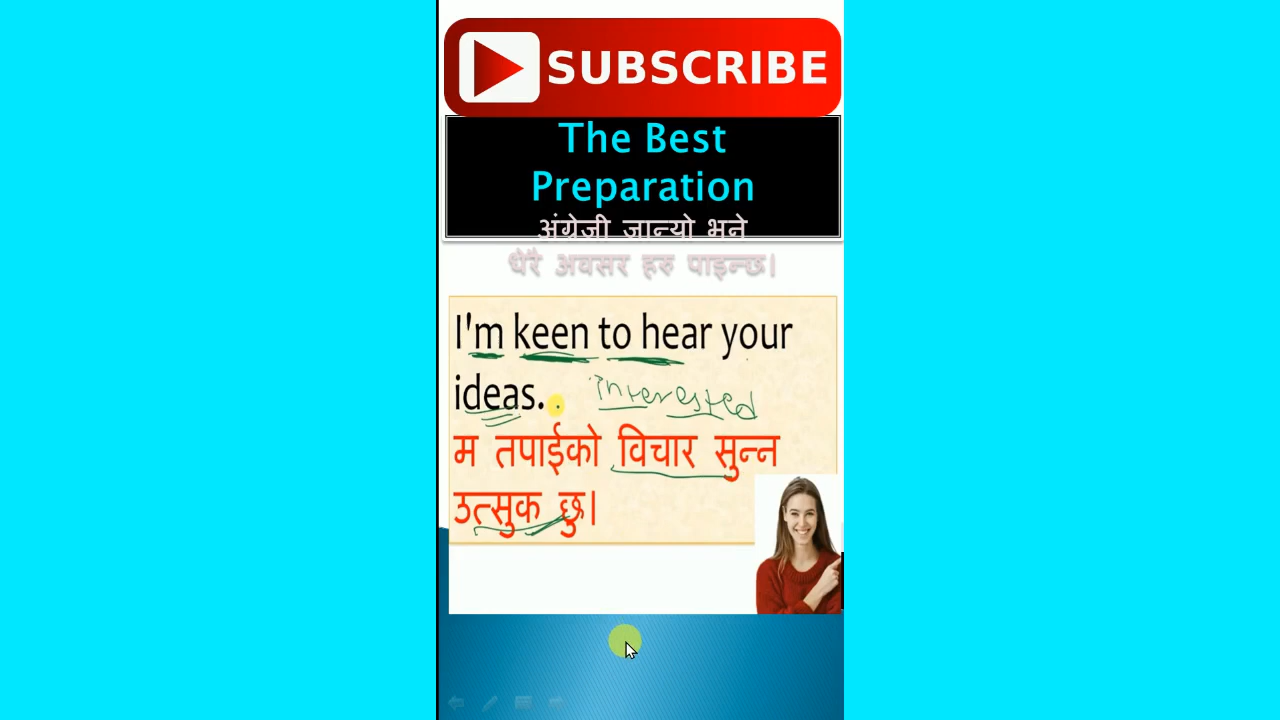 SUBSCRIBE
The Best
Preparation
अंग्रेजी जान्यो भने
धेरै अवसर हरु पाइन्छ।
I'm keen to hear your
ideas.
interested
म तपाईको विचार सुन्न
उत्सुक छु।